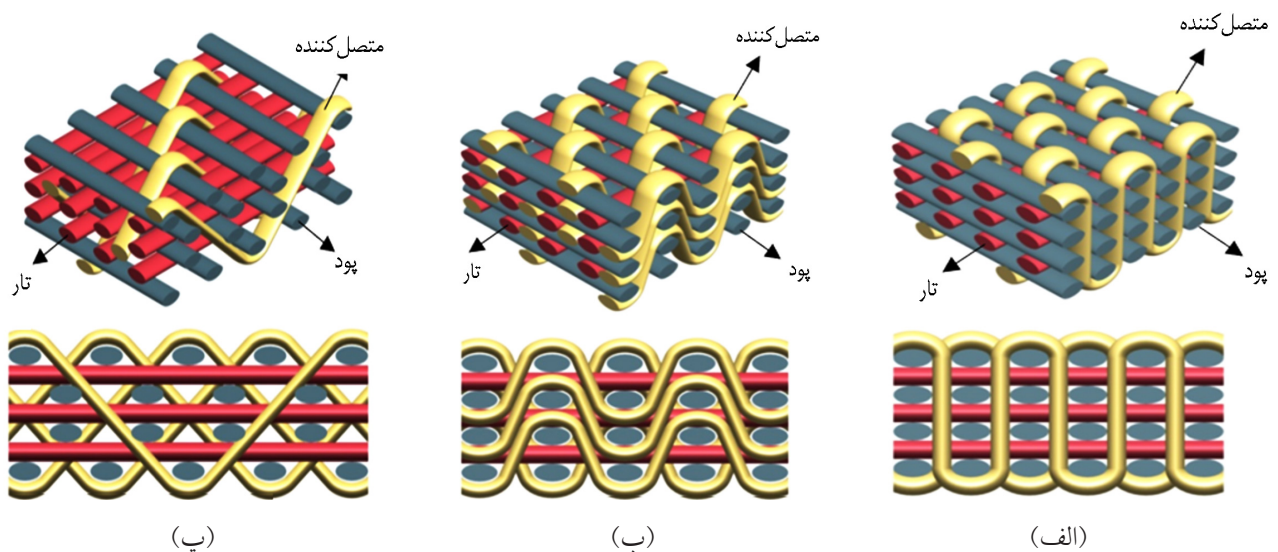 متصل‌کننده
پود
تار
(الف)
متصل‌کننده
پود
تار
(ب)
متصل‌کننده
پود
تار
(پ)